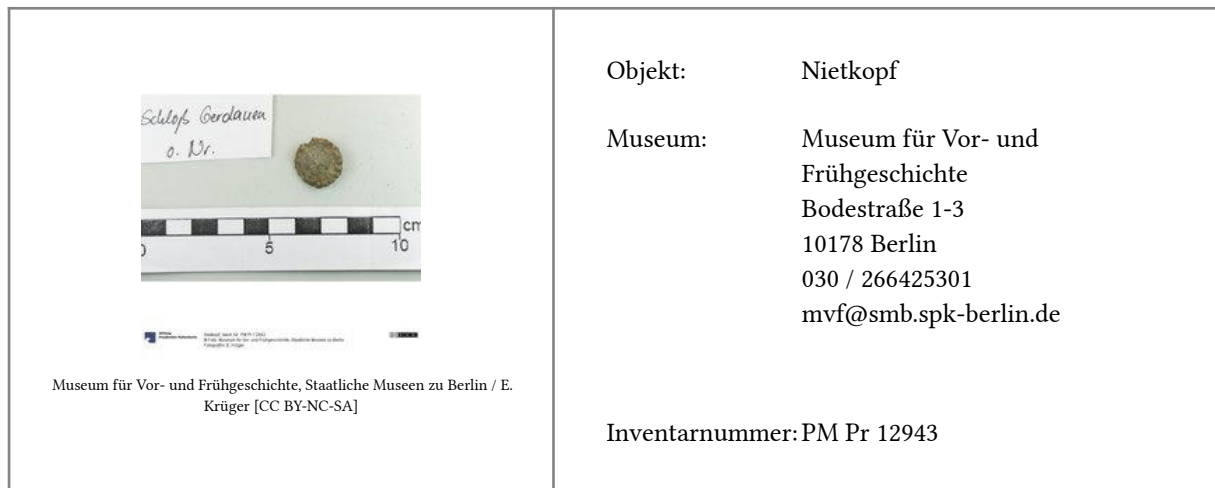 Schloß Gerdauen
o. Nr.
cm
0 5 10
Museum für Vor- und Frühgeschichte, Staatliche Museen zu Berlin / E.
Krüger [CC BY-NC-SA]
Objekt: Nietkopf
Museum: Museum für Vor- und
Frühgeschichte
Bodestraße 1-3
10178 Berlin
030 / 266425301
mvf@smb.spk-berlin.de
Inventarnummer: PM Pr 12943